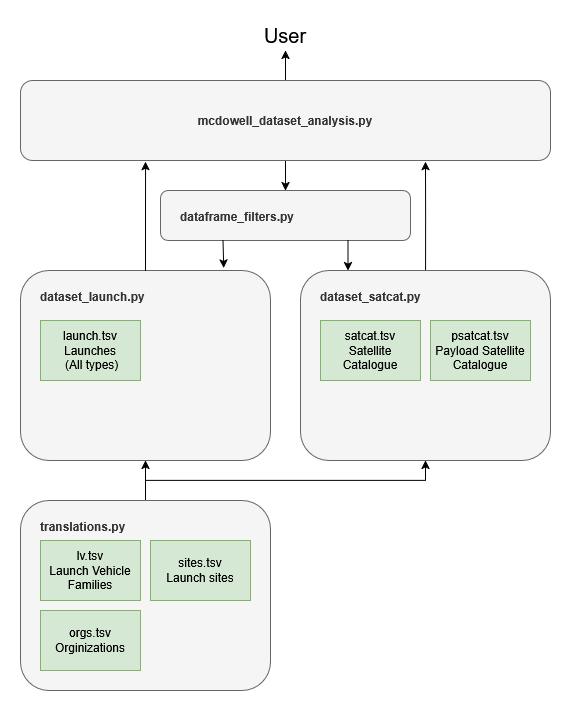 User
mcdowell_dataset_analysis.py
dataframe_filters.py
dataset_launch.py
launch.tsv
Launches
(All types)
dataset_satcat.py
satcat.tsv
Satellite
Catalogue
psatcat.tsv
Payload Satellite
Catalogue
translations.py
lv.tsv
Launch Vehicle
Families
sites.tsv
Launch sites
orgs.tsv
Orginizations